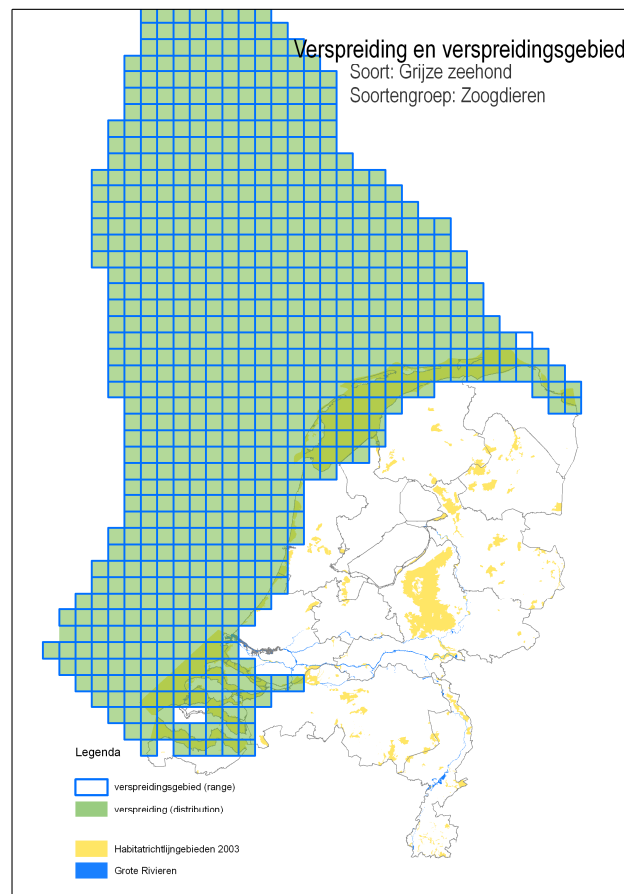 Verspreiding en verspreidingsgebied
Soort: Grijze zeehond
Soortengroep: Zoogdieren
Legenda
verspreidingsgebied (range)
verspreiding (distribution)
Habitatrichtlijngebieden 2003
Grote Rivieren